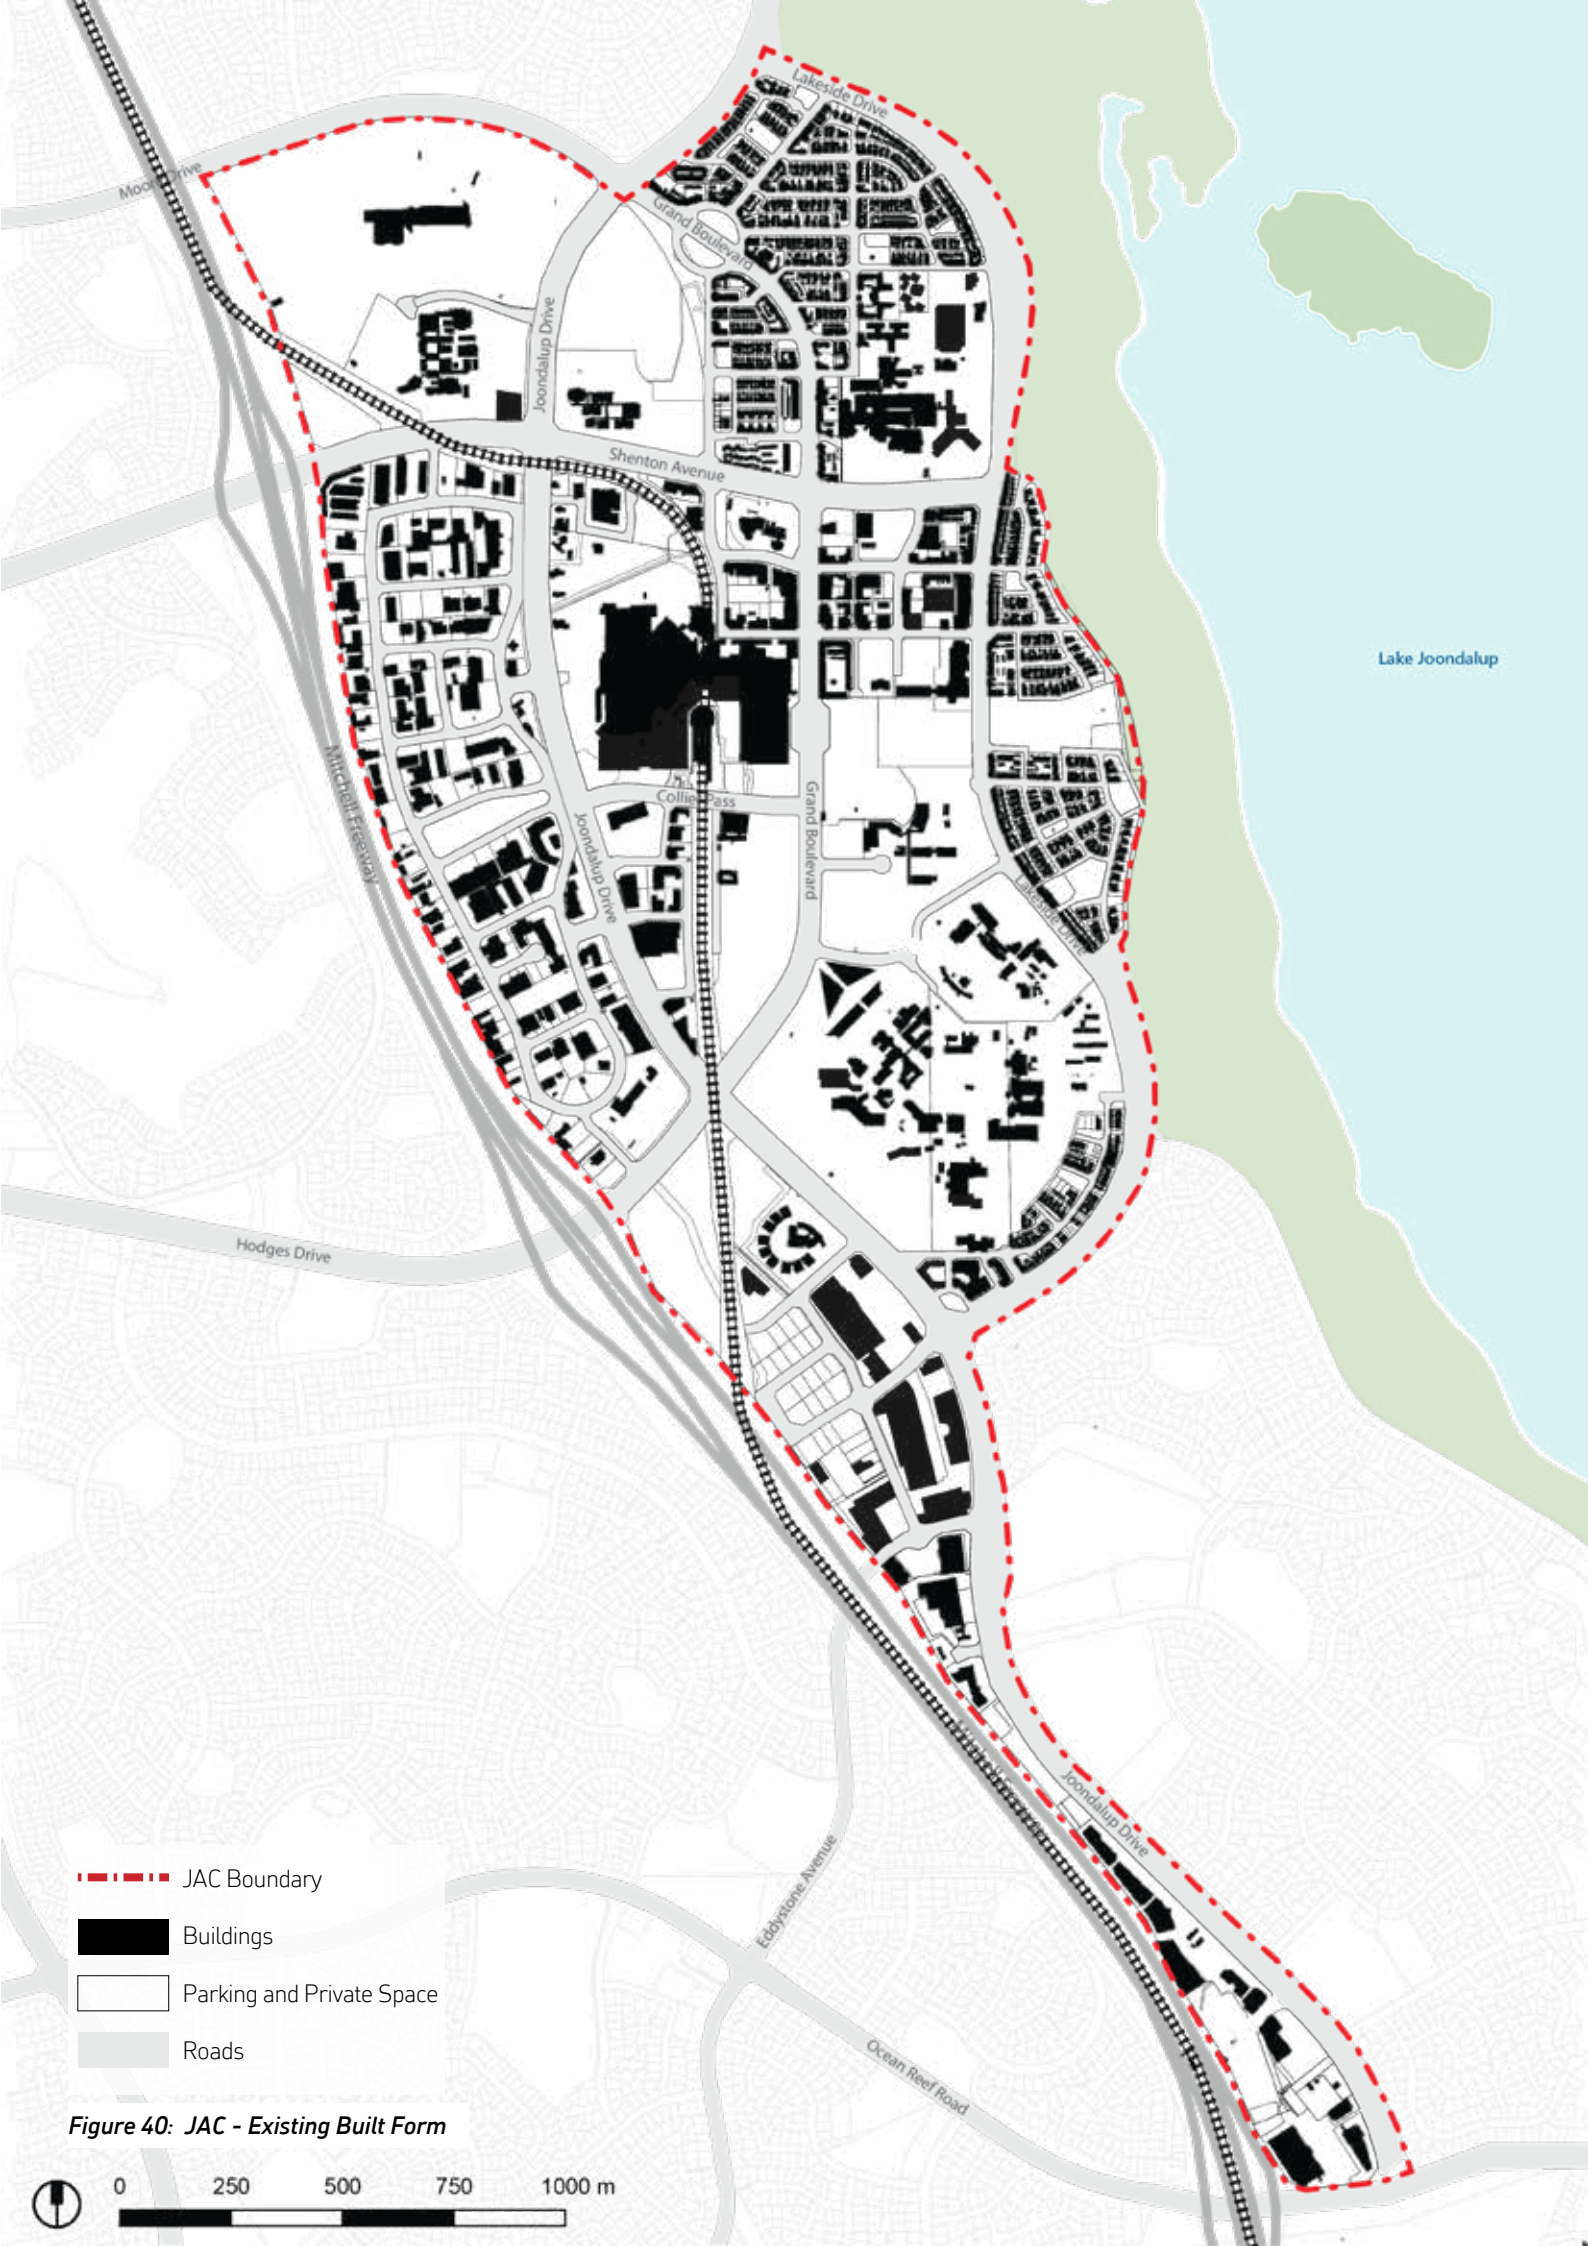 Lakeside Drive
Moore Drive
Grand Boulevard
Joondalup Drive
Shenton Avenue
Lake Joondalup
Mitchell Freeway
Collier Pass
Grand Boulevard
Joondalup Drive
Lakeside Drive
Hodges Drive
Joondalup Drive
Eddystone Avenue
Ocean Reef Road
JAC Boundary
Buildings
Parking and Private Space
Roads
Figure 40: JAC - Existing Built Form
0 250 500 750 1000 m